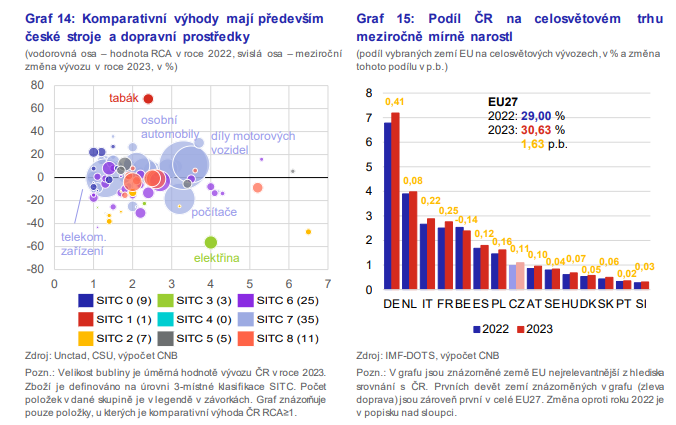 Graf 14: Komparativní výhody mají především
české stroje a dopravní prostředky
(vodorovná osa – hodnota RCA v roce 2022, svislá osa – meziroční
změna vývozu v roce 2023, v %)
80
60
40
20
0
-20
-40
-60
-80
0 1 2 3 4 5 6 7
tabák
osobní
automobily
díly motorových
vozidel
počítače
telekom.
zařízení
elektřina
SITC 0 (9) SITC 3 (3) SITC 6 (25)
SITC 1 (1) SITC 4 (0) SITC 7 (35)
SITC 2 (7) SITC 5 (5) SITC 8 (11)
Zdroj: Unctad, CSU, výpočet CNB
Pozn.: Velikost bubliny je úměrná hodnotě vývozu ČR v roce 2023.
Zboží je definováno na úrovni 3-místné klasifikace SITC. Počet
položek v dané skupině je v legendě v závorkách. Graf znázorňuje
pouze položky, u kterých je komparativní výhoda ČR RCA≥1.
Graf 15: Podíl ČR na celosvětovém trhu
meziročně mírně narostl
(podíl vybraných zemí EU na celosvětových vývozech, v % a změna
tohoto podílu v p.b.)
8
7
6
5
4
3
2
1
0
EU27
2022: 29,00 %
2023: 30,63 %
1,63 p.b.
0,41
0,08
0,22
0,25
-0,14
0,12
0,16
0,11
0,10
0,04
0,07
0,05
0,06
0,02
0,03
DE NL IT FR BE ES PL CZ AT SE HU DK SK PT SI
2022 2023
Zdroj: IMF-DOTS, výpočet CNB
Pozn.: V grafu jsou znázorněné země EU nejrelevantnější z hlediska
srovnání s ČR. Prvních devět zemí znázorněných v grafu (zleva
doprava) jsou zároveň první v celé EU27. Změna oproti roku 2022 je
v popisku nad sloupci.